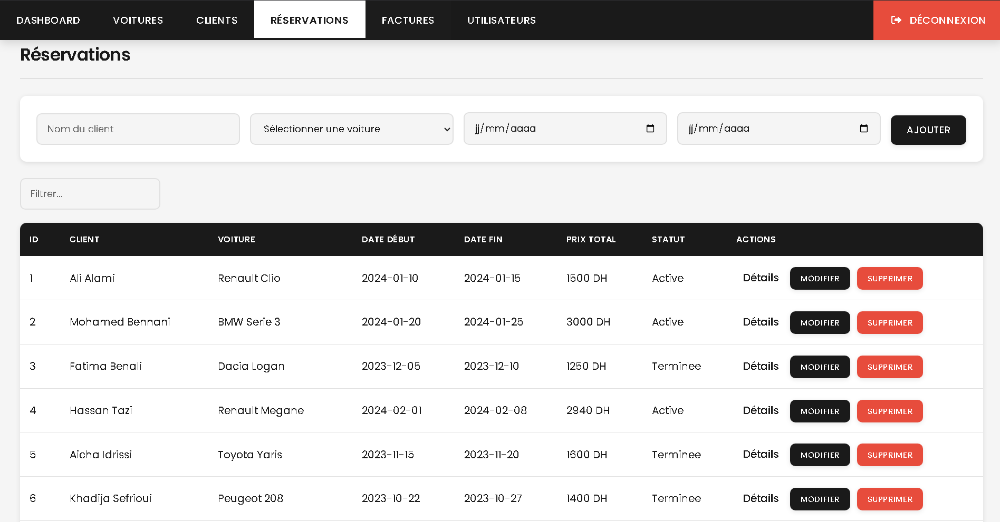 DASHBOARD VOITURES CLIENTS RÉSERVATIONS FACTURES UTILISATEURS DÉCONNEXION
Réservations
Nom du client Sélectionner une voiture jj/mm/aaaa jj/mm/aaaa AJOUTER
Filtrer...
ID CLIENT VOITURE DATE DÉBUT DATE FIN PRIX TOTAL STATUT ACTIONS
1 Ali Alami Renault Clio 2024-01-10 2024-01-15 1500 DH Active Détails MODIFIER SUPPRIMER
2 Mohamed Bennani BMW Serie 3 2024-01-20 2024-01-25 3000 DH Active Détails MODIFIER SUPPRIMER
3 Fatima Benali Dacia Logan 2023-12-05 2023-12-10 1250 DH Terminee Détails MODIFIER SUPPRIMER
4 Hassan Tazi Renault Megane 2024-02-01 2024-02-08 2940 DH Active Détails MODIFIER SUPPRIMER
5 Aicha Idrissi Toyota Yaris 2023-11-15 2023-11-20 1600 DH Terminee Détails MODIFIER SUPPRIMER
6 Khadija Sefrioui Peugeot 208 2023-10-22 2023-10-27 1400 DH Terminee Détails MODIFIER SUPPRIMER